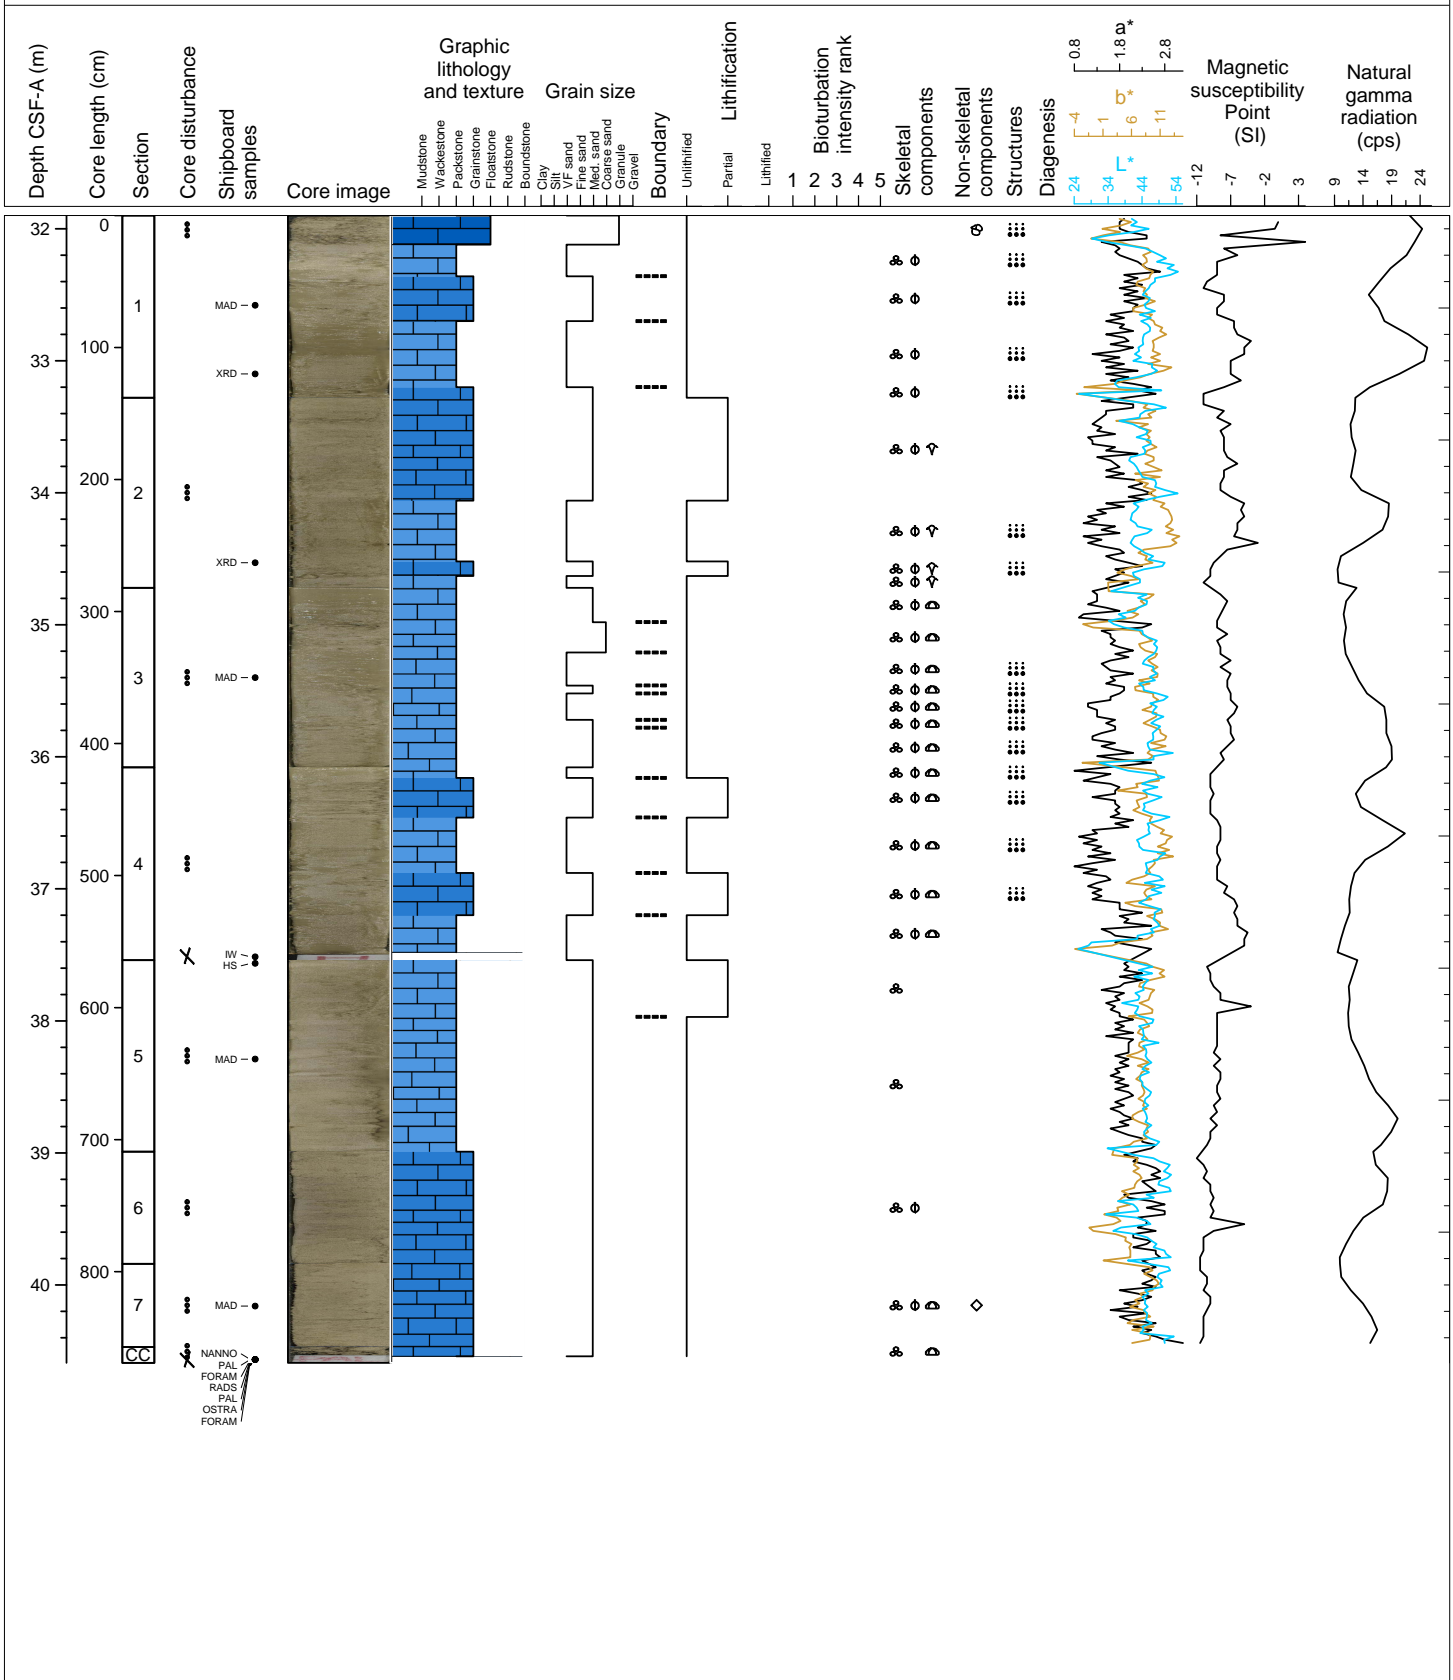 Depth CSF-A (m)
Core length (cm)
Section
Core disturbance
Shipboard
samples
Core image
Graphic
lithology
and texture
Mudstone
Wackestone
Packstone
Grainstone
Floatstone
Rudstone
Boundstone
Grain size
Clay
Silt
VF sand
Fine sand
Med. sand
Coarse sand
Granule
Gravel
Boundary
Lithification
Unlithified
Partial
Lithified
Bioturbation
intensity rank
1 2 3 4 5
Skeletal
components
Non-skeletal
components
Structures
Diagenesis
a*
0.8 1.8 2.8
b*
-4 1 6 11
L*
24 34 44 54
Magnetic
susceptibility
Point
(SI)
-12 -7 -2 3
Natural
gamma
radiation
(cps)
9 14 19 24
32
0
1
MAD
100
33
XRD
200
34
2
XRD
300
35
3
MAD
400
36
4
500
37
IW
HS
600
38
5
MAD
700
39
6
800
40
7
MAD
CC
NANNO
PAL
FORAM
RADS
PAL
OSTRA
FORAM